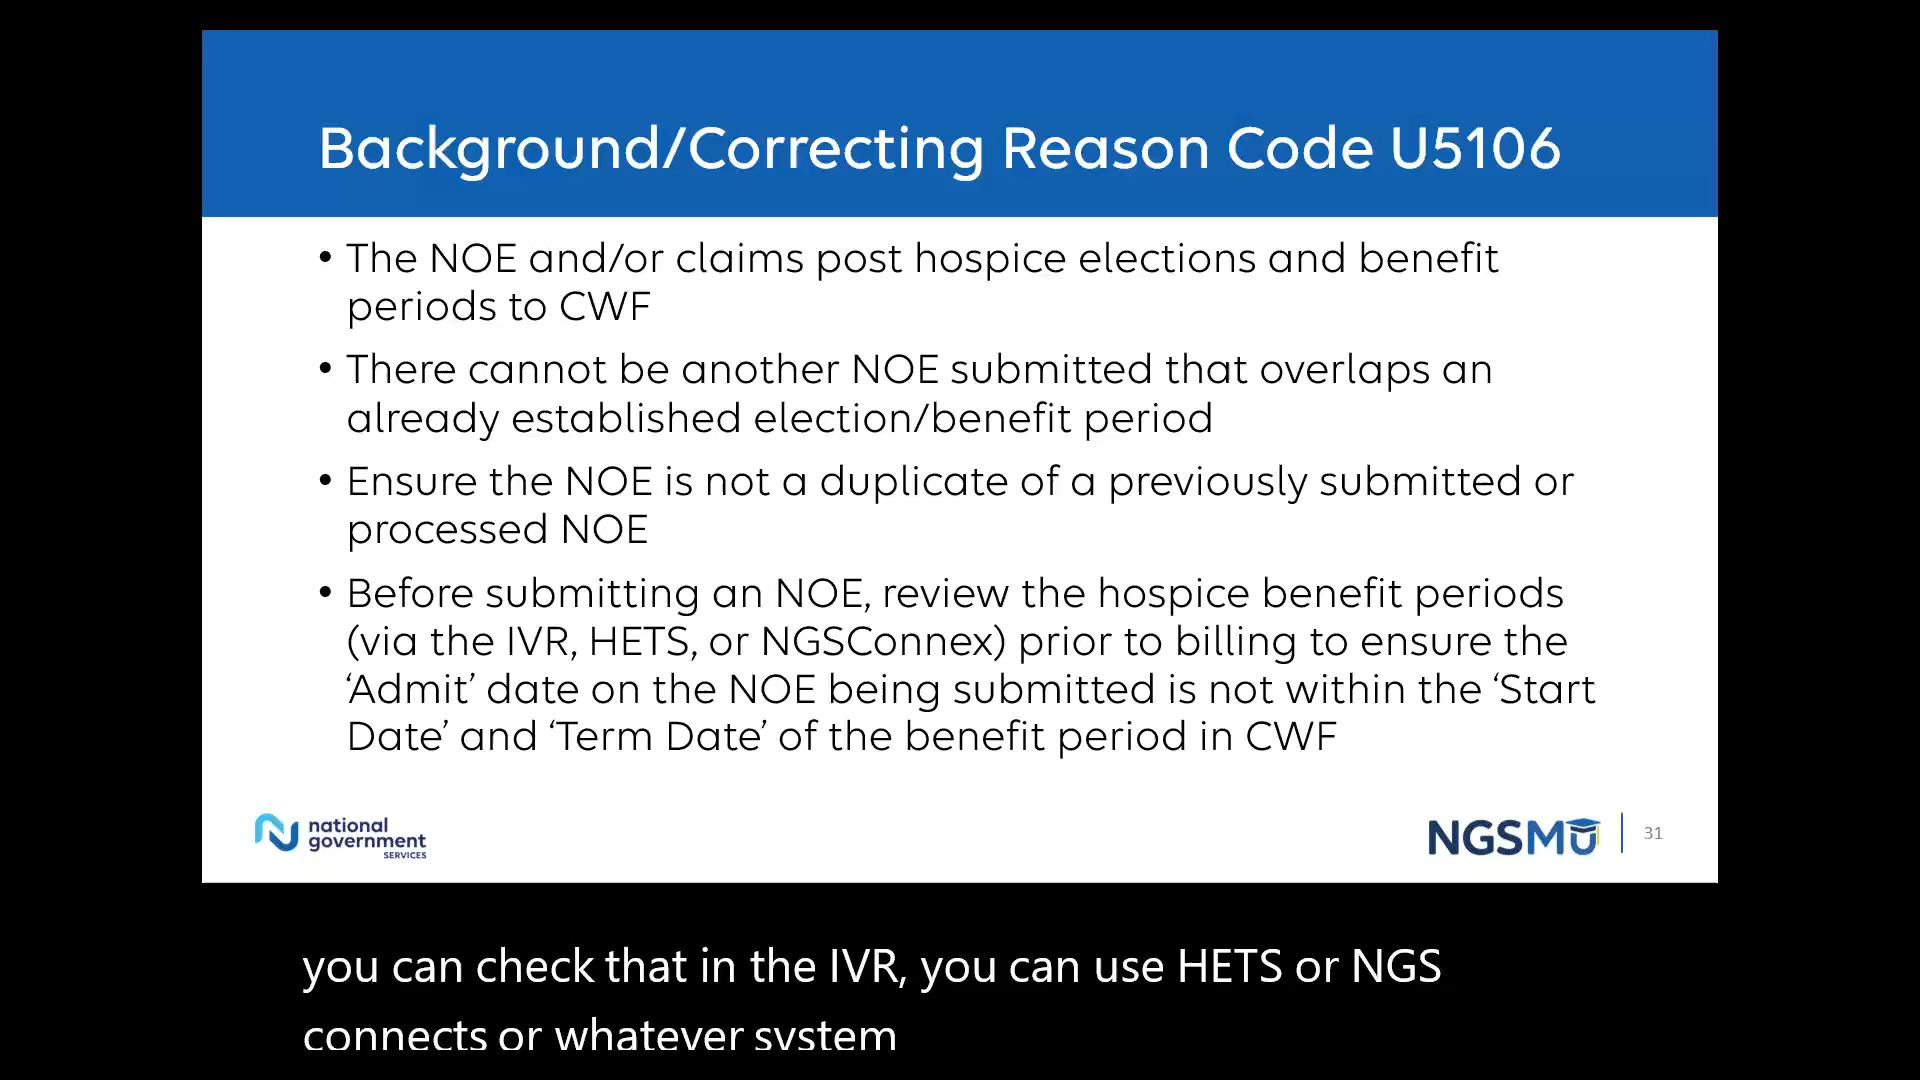 Background/Correcting Reason Code U5106
• The NOE and/or claims post hospice elections and benefit
periods to CWF
• There cannot be another NOE submitted that overlaps an
already established election/benefit period
• Ensure the NOE is not a duplicate of a previously submitted or
processed NOE
• Before submitting an NOE, review the hospice benefit periods
(via the IVR, HETS, or NGSConnex) prior to billing to ensure the
‘Admit’ date on the NOE being submitted is not within the ‘Start
Date’ and ‘Term Date’ of the benefit period in CWF
national
government
SERVICES
NGSMU
31
you can check that in the IVR, you can use HETS or NGS
connects or whatever system